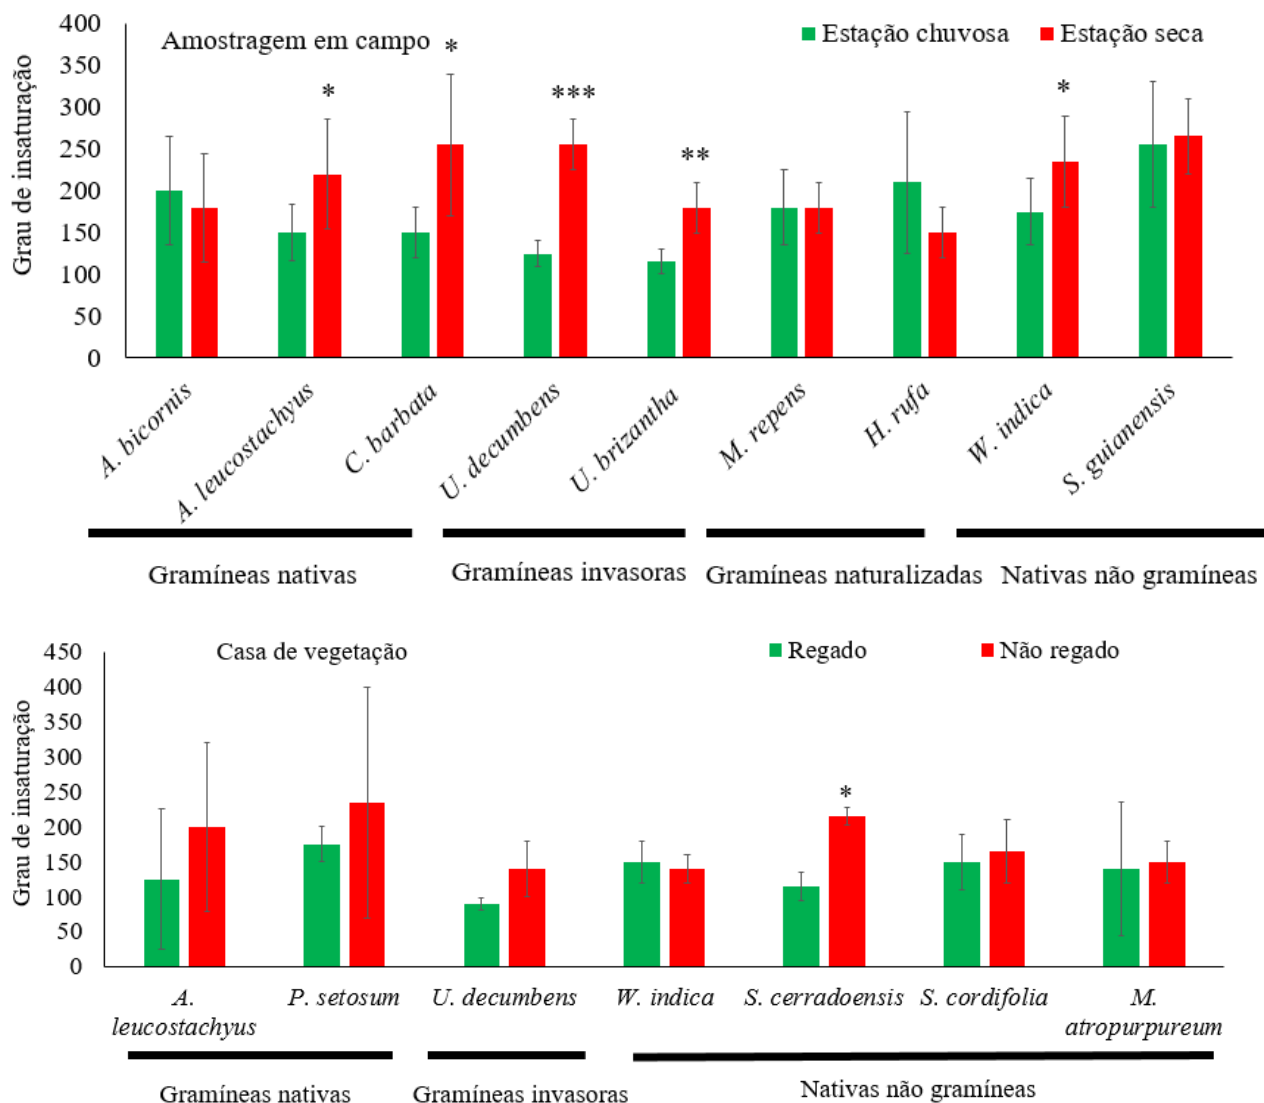 Amostragem em campo
Estação chuvosa
Estação seca
Grau de insaturação
400
350
300
250
200
150
100
50
0
*
*
***
**
*
A. bicornis
A. leucostachyus
C. barbata
U. decumbens
U. brizantha
M. repens
H. rufa
W. indica
S. guianensis
Gramíneas nativas
Gramíneas invasoras
Gramíneas naturalizadas
Nativas não gramíneas
Casa de vegetação
Regado
Não regado
Grau de insaturação
450
400
350
300
250
200
150
100
50
0
*
A.
leucostachyus
P. setosum
U. decumbens
W. indica
S. cerradoensis
S. cordifolia
M.
atropurpureum
Gramíneas nativas
Gramíneas invasoras
Nativas não gramíneas